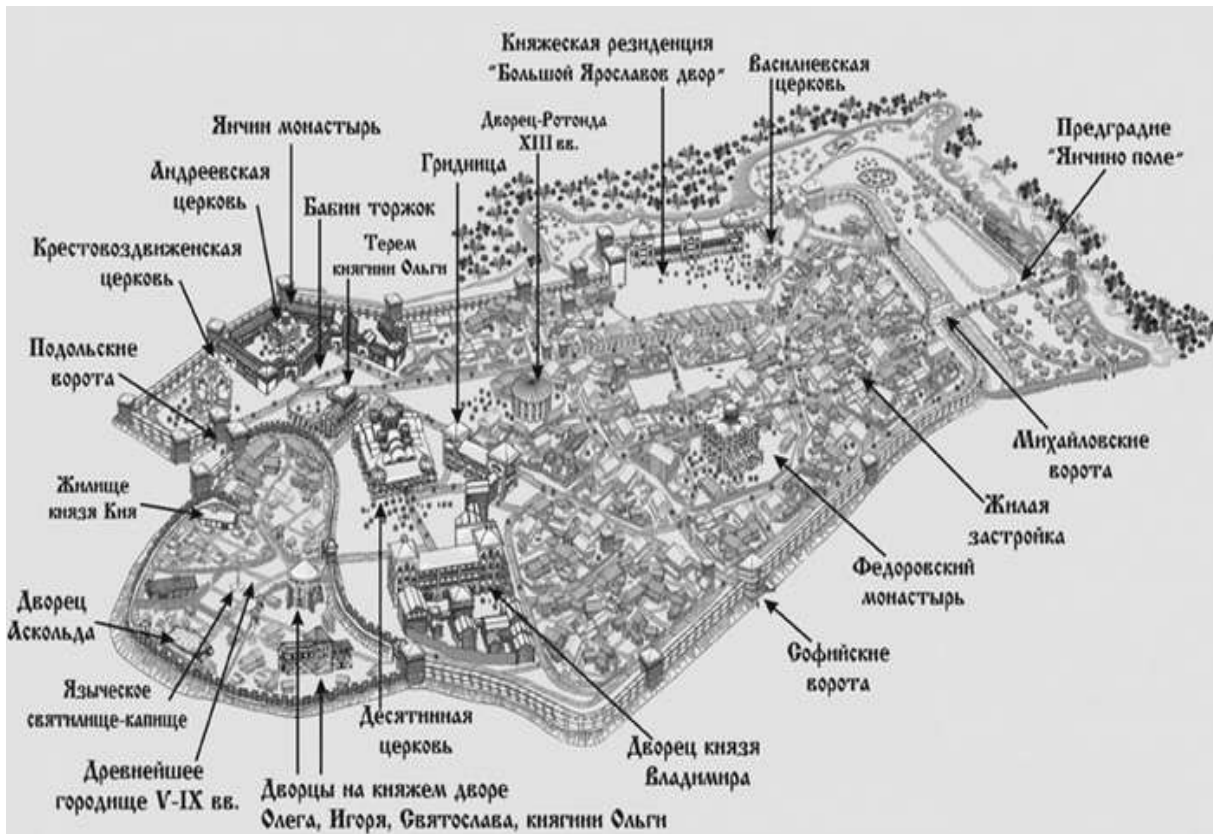 Княжеская резиденция
"Большой Ярославов двор"
Василиевская
церковь
Янчин монастырь
Дворец-Ротонда
XIII вв.
Предградие
"Янчино поле"
Андреевская
церковь
Гридница
Бабин торжок
Крестовоздвиженская
церковь
Терем
княгини Ольги
Подольские
ворота
Михайловские
ворота
Жилище
князя Кия
Жилая
застройка
Федоровский
монастырь
Дворец
Аскольда
Софийские
ворота
Языческое
святилище-капище
Десятинная
церковь
Дворец князя
Владимира
Древнейшее
городище V-IX вв.
Дворцы на княжем дворе
Олега, Игоря, Святослава, княгини Ольги